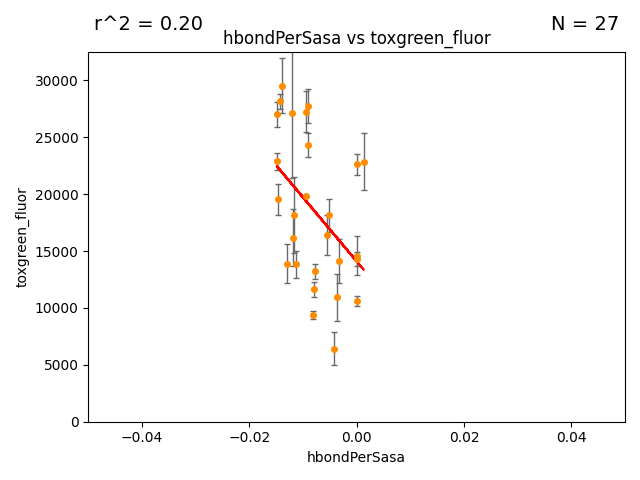 r^2 = 0.20
N = 27
hbondPerSasa vs toxgreen_fluor
30000
25000
20000
15000
10000
5000
0
toxgreen_fluor
−0.04
−0.02
0.00
0.02
0.04
hbondPerSasa